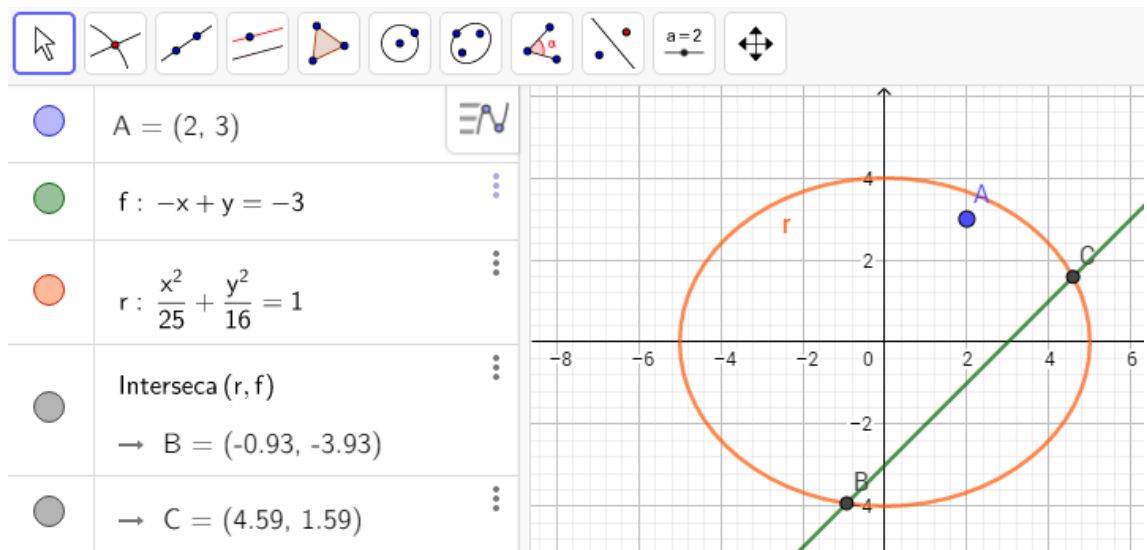 α
a = 2
A = (2, 3)
f : −x + y = −3
r : x²/25 + y²/16 = 1
Interseca (r, f)
→ B = (-0.93, -3.93)
→ C = (4.59, 1.59)
4
A
r
2
C
−8 −6 −4 −2 0 2 4 6
−2
B
−4